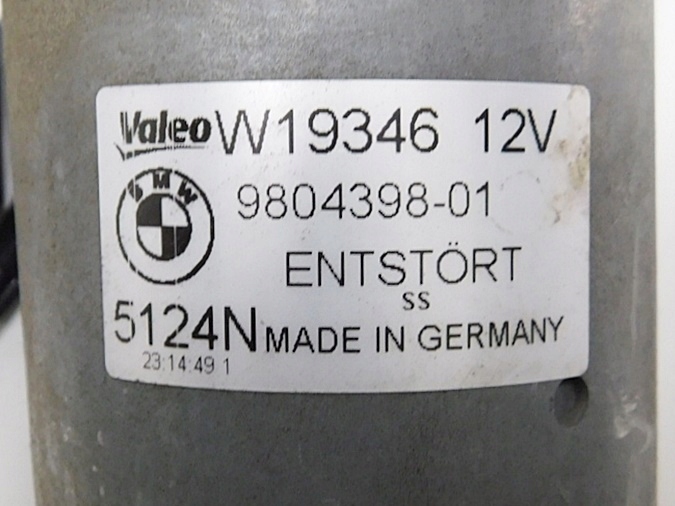 Valeo W19346 12V
BMW 9804398-01
ENTSTÖRT
SS
5124N MADE IN GERMANY
23:14:49 1